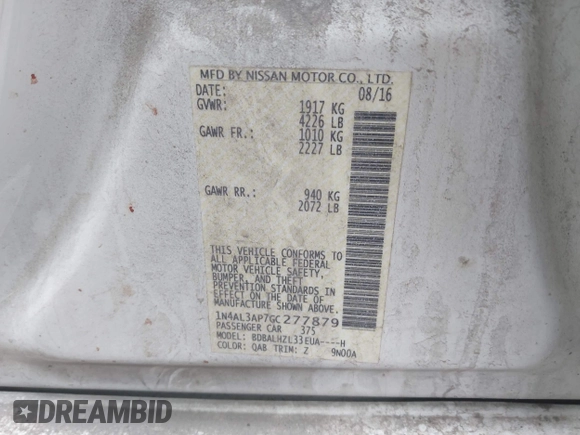 MFD BY NISSAN MOTOR CO., LTD.
DATE: 08/16
GVWR: 1917 KG
4226 LB
GAWR FR.: 1010 KG
2227 LB
GAWR RR.: 940 KG
2072 LB
THIS VEHICLE CONFORMS TO
ALL APPLICABLE FEDERAL
MOTOR VEHICLE SAFETY,
BUMPER, AND THEFT
PREVENTION STANDARDS IN
EFFECT ON THE DATE OF
MANUFACTURE SHOWN ABOVE.
1N4AL3AP7GC277879
PASSENGER CAR 375
MODEL: BDBALHZL33EUA----H
COLOR: QAB TRIM: Z 9N00A
DREAMBID